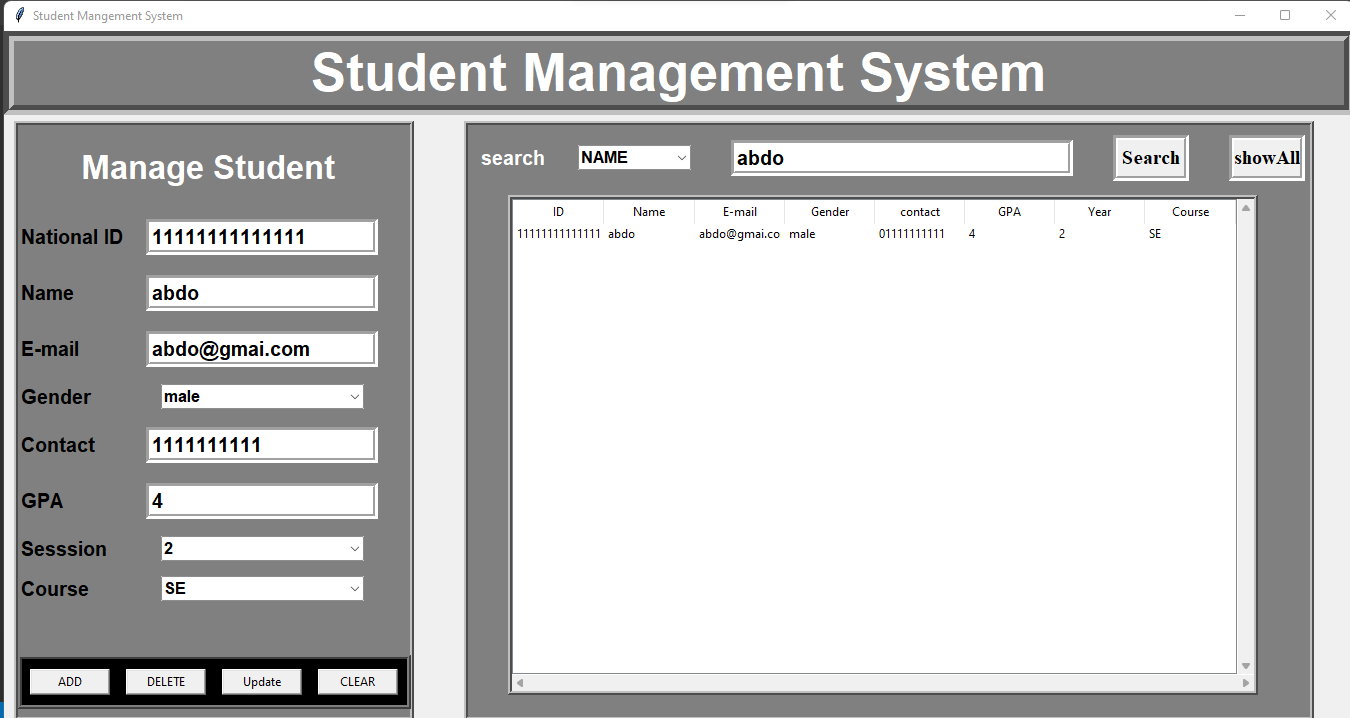 Student Mangement System
Student Management System
Manage Student
National ID 11111111111111
Name abdo
E-mail abdo@gmai.com
Gender male
Contact 1111111111
GPA 4
Sesssion 2
Course SE
ADD DELETE Update CLEAR
search NAME abdo Search showAll
ID Name E-mail Gender contact GPA Year Course
11111111111111 abdo abdo@gmai.co male 01111111111 4 2 SE